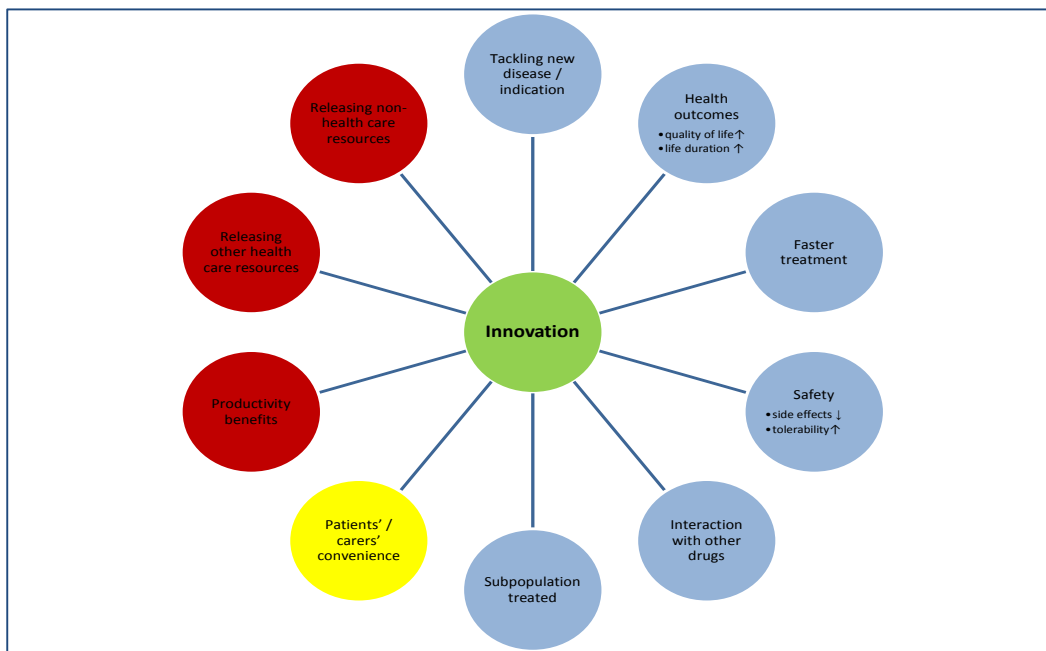 Tackling new
disease /
indication
Health
outcomes
•quality of life↑
•life duration ↑
Faster
treatment
Safety
•side effects ↓
•tolerability↑
Interaction
with other
drugs
Subpopulation
treated
Patients’ /
carers’
convenience
Productivity
benefits
Releasing
other health
care resources
Releasing non-
health care
resources
Innovation